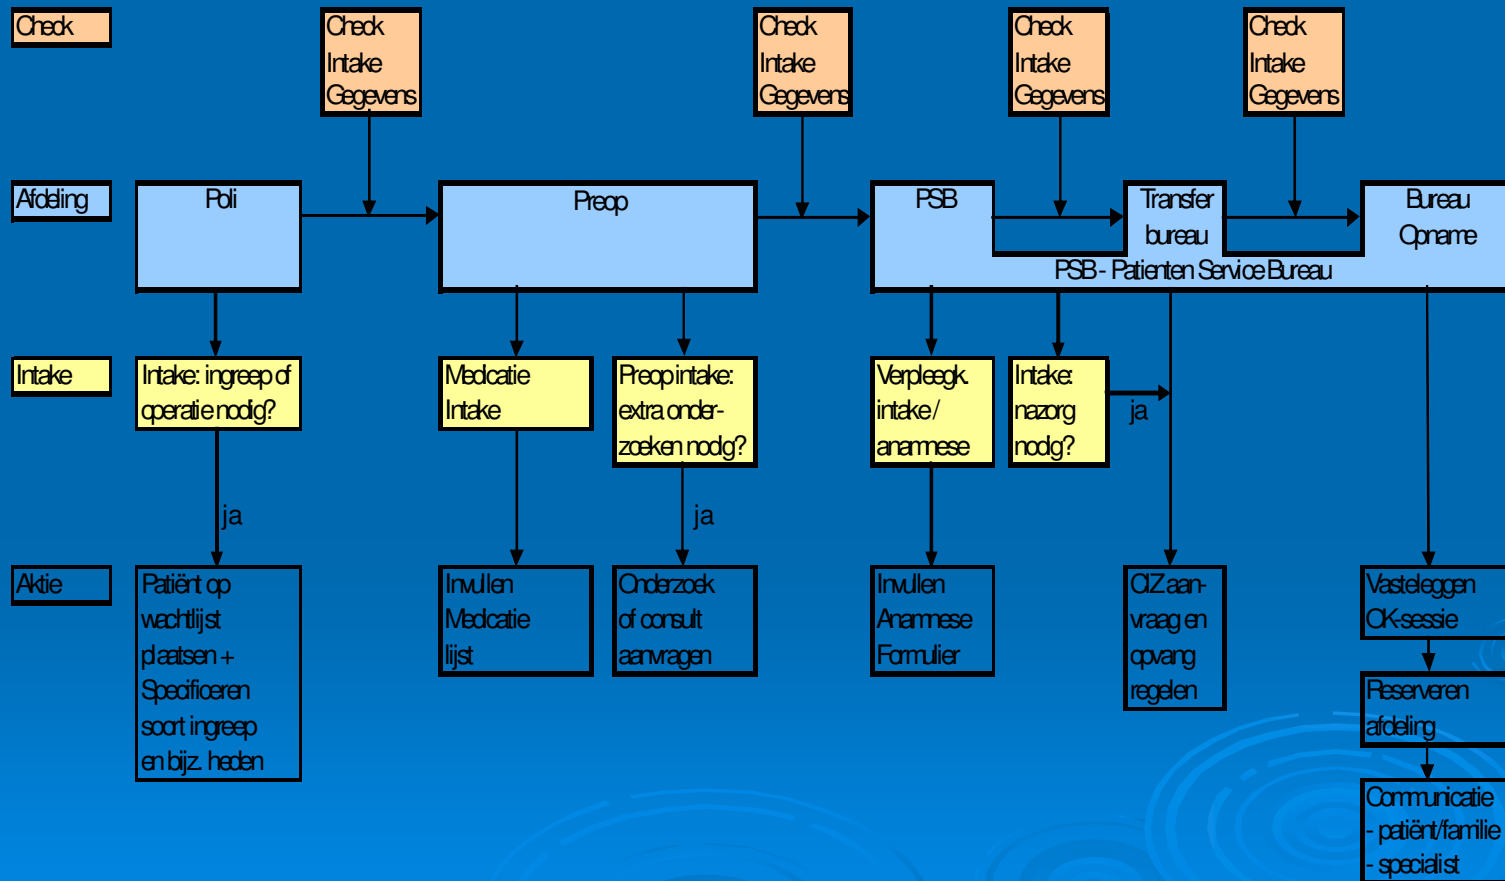 Check
Check
Intake
Gegevens
Check
Intake
Gegevens
Check
Intake
Gegevens
Check
Intake
Gegevens
Afdeling
Poli
Preop
PSB
Transfer
bureau
Bureau
Opname
PSB - Patienten Service Bureau
Intake
Intake: ingreep of
operatie nodig?
Medicatie
Intake
Preop intake:
extra onder-
zoeken nodig?
Verpleegk.
intake /
anamnese
Intake:
nazorg
nodig?
ja
ja
ja
Aktie
Patiënt op
wachtlijst
plaatsen +
Specificeren
soort ingreep
en bijz. heden
Invullen
Medicatie
lijst
Onderzoek
of consult
aanvragen
Invullen
Anamnese
Formulier
CIZ aan-
vraag en
opvang
regelen
Vasteleggen
OK-sessie
Reserveren
afdeling
Communicatie
- patiënt/familie
- specialist